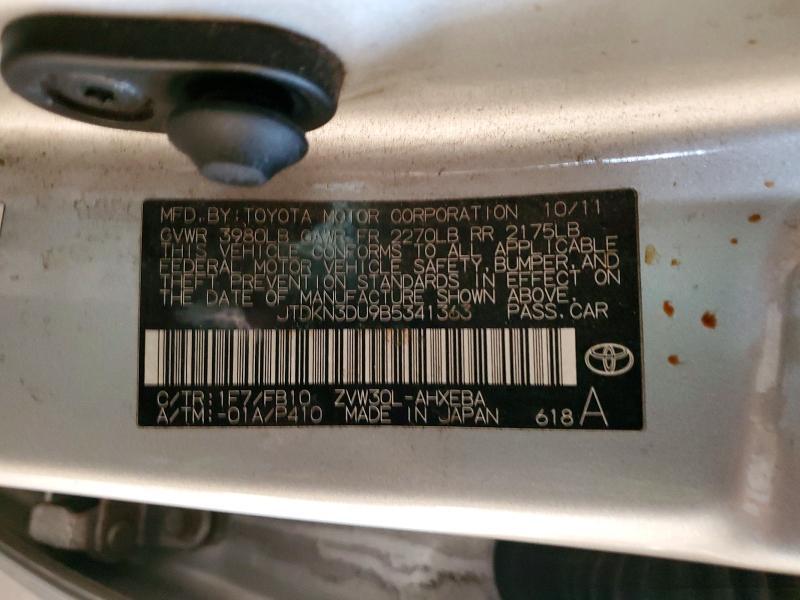 MFD. BY: TOYOTA MOTOR CORPORATION 10/11
GVWR 3980LB GAWR FR 2270LB RR 2175LB
THIS VEHICLE CONFORMS TO ALL APPLICABLE
FEDERAL MOTOR VEHICLE SAFETY, BUMPER, AND
THEFT PREVENTION STANDARDS IN EFFECT ON
THE DATE OF MANUFACTURE SHOWN ABOVE.
JTDKN3DU9B5341363 PASS. CAR
C/TR: 1F7/FB10 ZVW30L-AHXEBA
A/TM: -01A/P410 MADE IN JAPAN 618 A